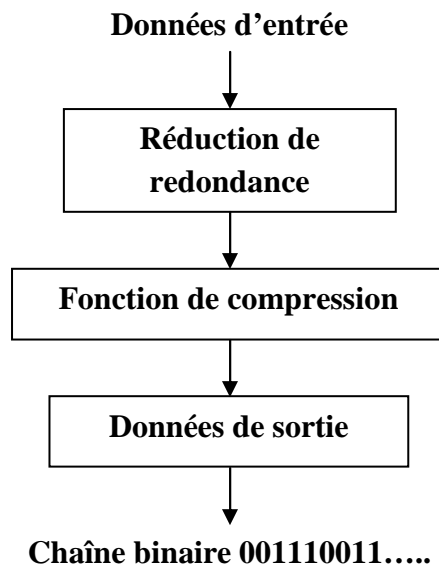 Données d’entrée
Réduction de
redondance
Fonction de compression
Données de sortie
Chaîne binaire 001110011…..